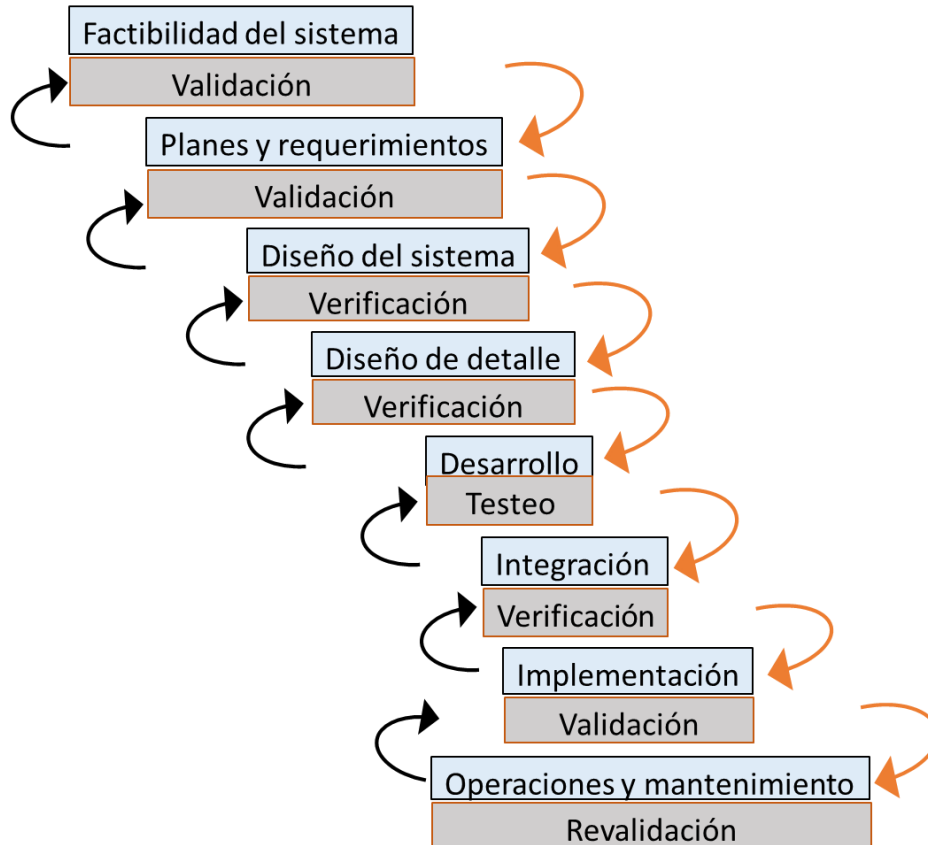 Factibilidad del sistema
Validación
Planes y requerimientos
Validación
Diseño del sistema
Verificación
Diseño de detalle
Verificación
Desarrollo
Testeo
Integración
Verificación
Implementación
Validación
Operaciones y mantenimiento
Revalidación